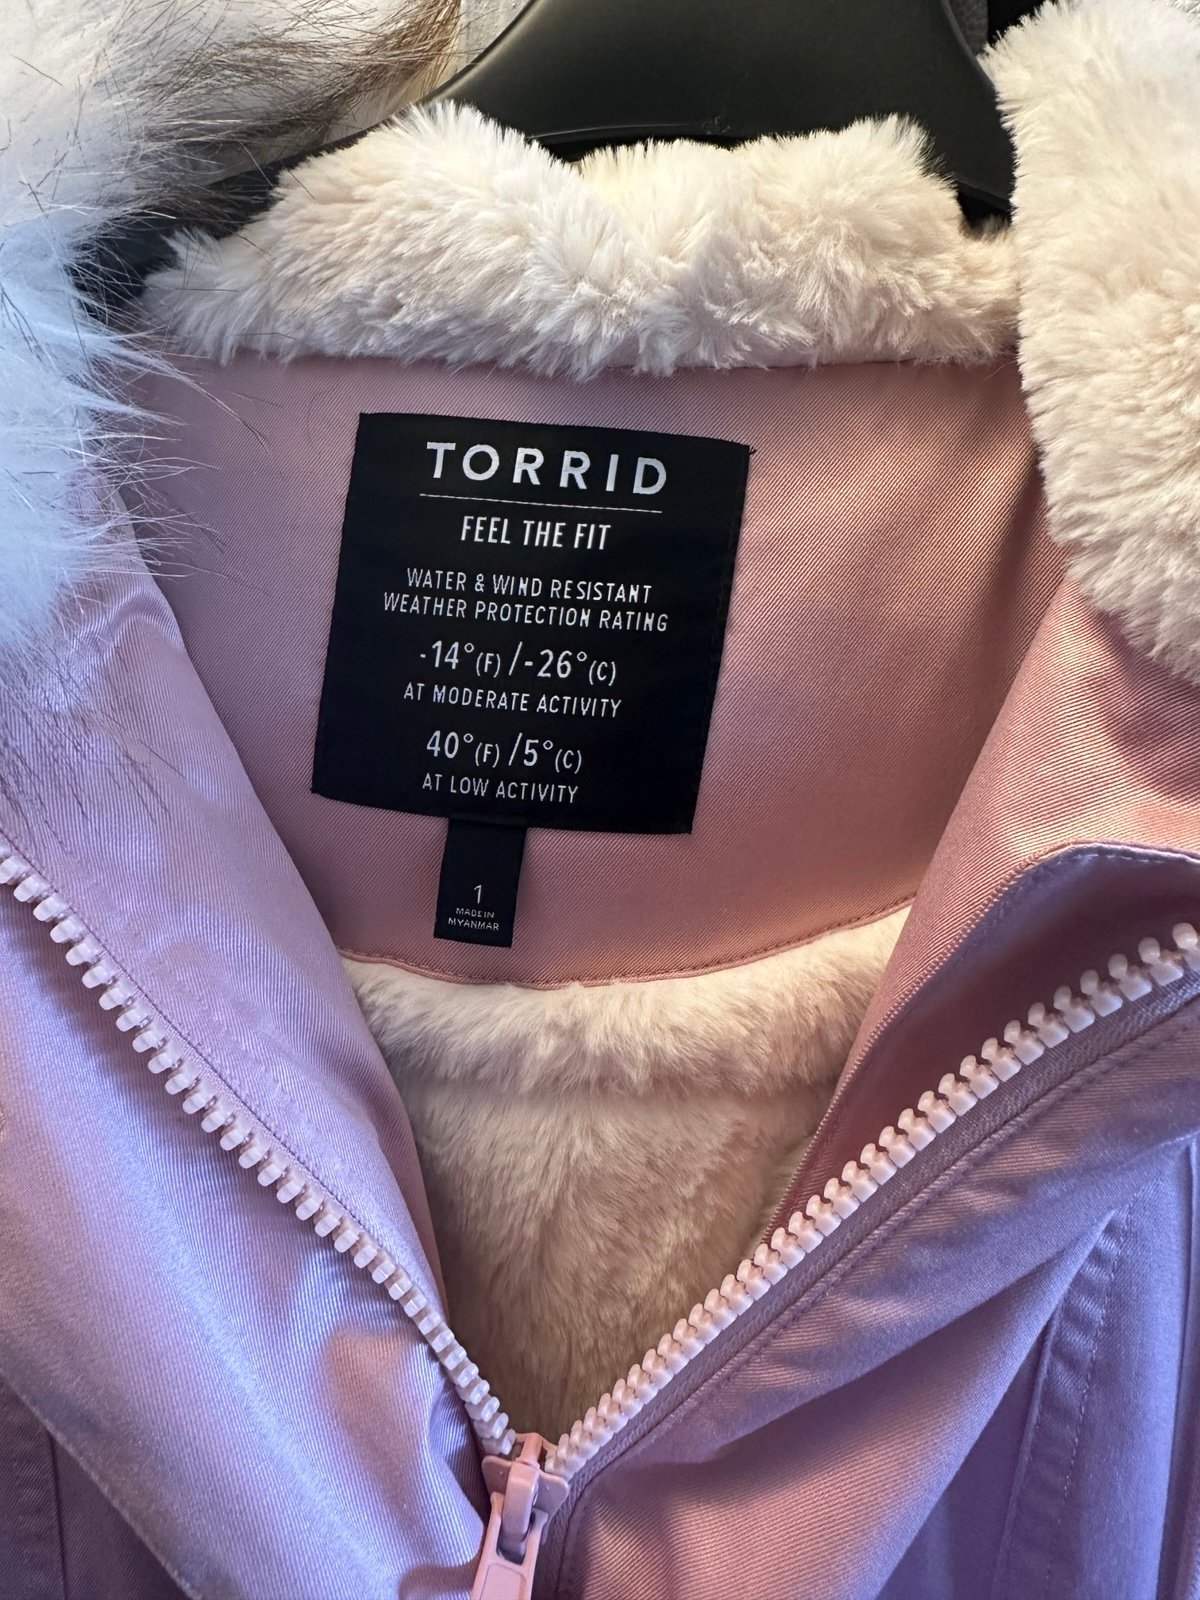 TORRID
FEEL THE FIT
WATER & WIND RESISTANT
WEATHER PROTECTION RATING
-14°(F) / -26°(C)
AT MODERATE ACTIVITY
40°(F) /5°(C)
AT LOW ACTIVITY
1
MADE IN
MYANMAR